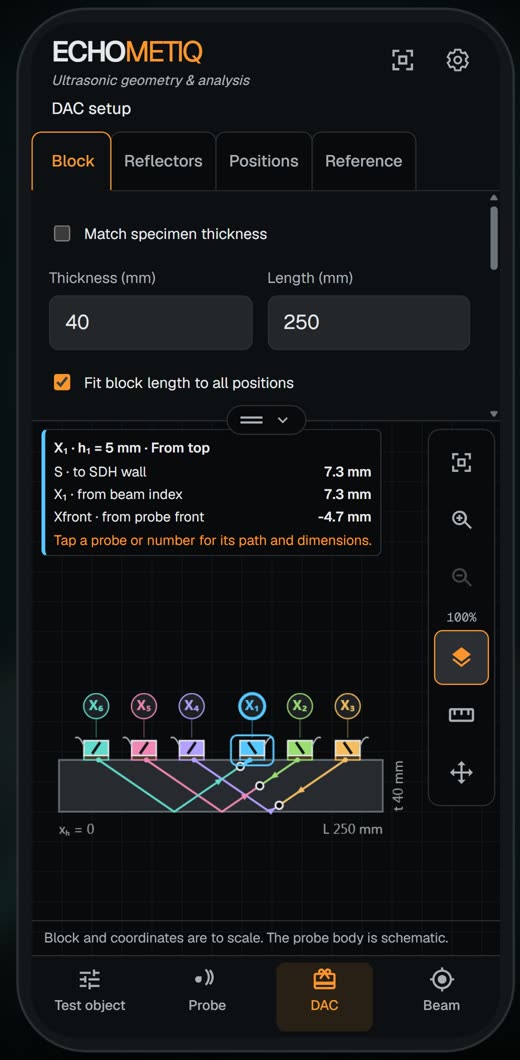 ECHOMETIQ
Ultrasonic geometry & analysis
DAC setup
Block Reflectors Positions Reference
Match specimen thickness
Thickness (mm) Length (mm)
40 250
Fit block length to all positions
X₁ · h₁ = 5 mm · From top
S · to SDH wall 7.3 mm
X₁ · from beam index 7.3 mm
Xfront · from probe front -4.7 mm
Tap a probe or number for its path and dimensions.
100%
X₆ X₅ X₄ X₁ X₂ X₃
t 40 mm
xₕ = 0 L 250 mm
Block and coordinates are to scale. The probe body is schematic.
Test object Probe DAC Beam